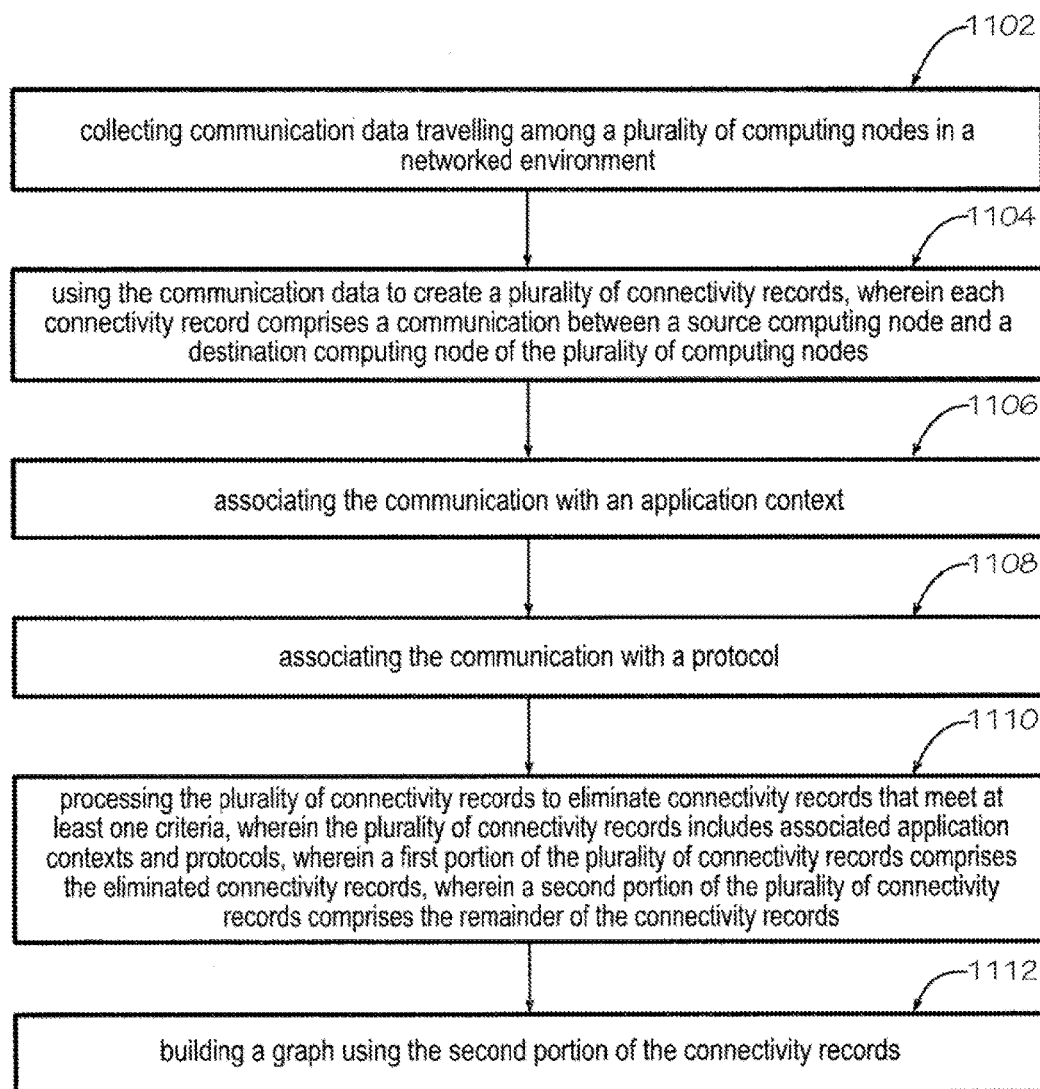 1102
collecting communication data travelling among a plurality of computing nodes in a
networked environment
1104
using the communication data to create a plurality of connectivity records, wherein each
connectivity record comprises a communication between a source computing node and a
destination computing node of the plurality of computing nodes
1106
associating the communication with an application context
1108
associating the communication with a protocol
1110
processing the plurality of connectivity records to eliminate connectivity records that meet at
least one criteria, wherein the plurality of connectivity records includes associated application
contexts and protocols, wherein a first portion of the plurality of connectivity records comprises
the eliminated connectivity records, wherein a second portion of the plurality of connectivity
records comprises the remainder of the connectivity records
1112
building a graph using the second portion of the connectivity records